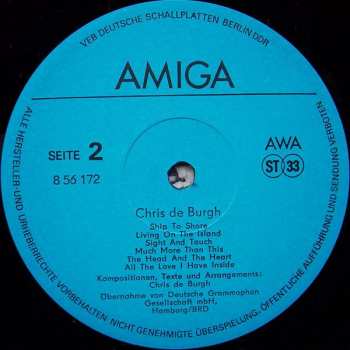 VEB DEUTSCHE SCHALLPLATTEN BERLIN DDR
AMIGA
SEITE 2
8 56 172
AWA
ST 33
Chris de Burgh
Ship To Shore
Living On The Island
Sight And Touch
Much More Than This
The Head And The Heart
All The Love I Have Inside
Kompositionen, Texte und Arrangements:
Chris de Burgh
Übernahme von Deutsche Grammophon
Gesellschaft mbH,
Hamburg/BRD
ALLE HERSTELLER- UND URHEBERRECHTE VORBEHALTEN· NICHT GENEHMIGTE ÜBERSPIELUNG, ÖFFENTLICHE AUFFÜHRUNG UND SENDUNG VERBOTEN